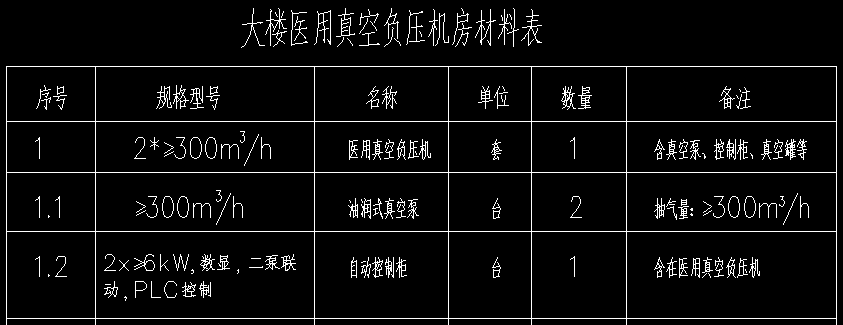 大楼医用真空负压机房材料表
序号 规格型号 名称 单位 数量 备注
1 2*≥300m³/h 医用真空负压机 套 1 含真空泵、控制柜、真空罐等
1.1 ≥300m³/h 油润式真空泵 台 2 抽气量:≥300m³/h
1.2 2x≥6kW,数显,二泵联 自动控制柜 台 1 含在医用真空负压机
动,PLC控制